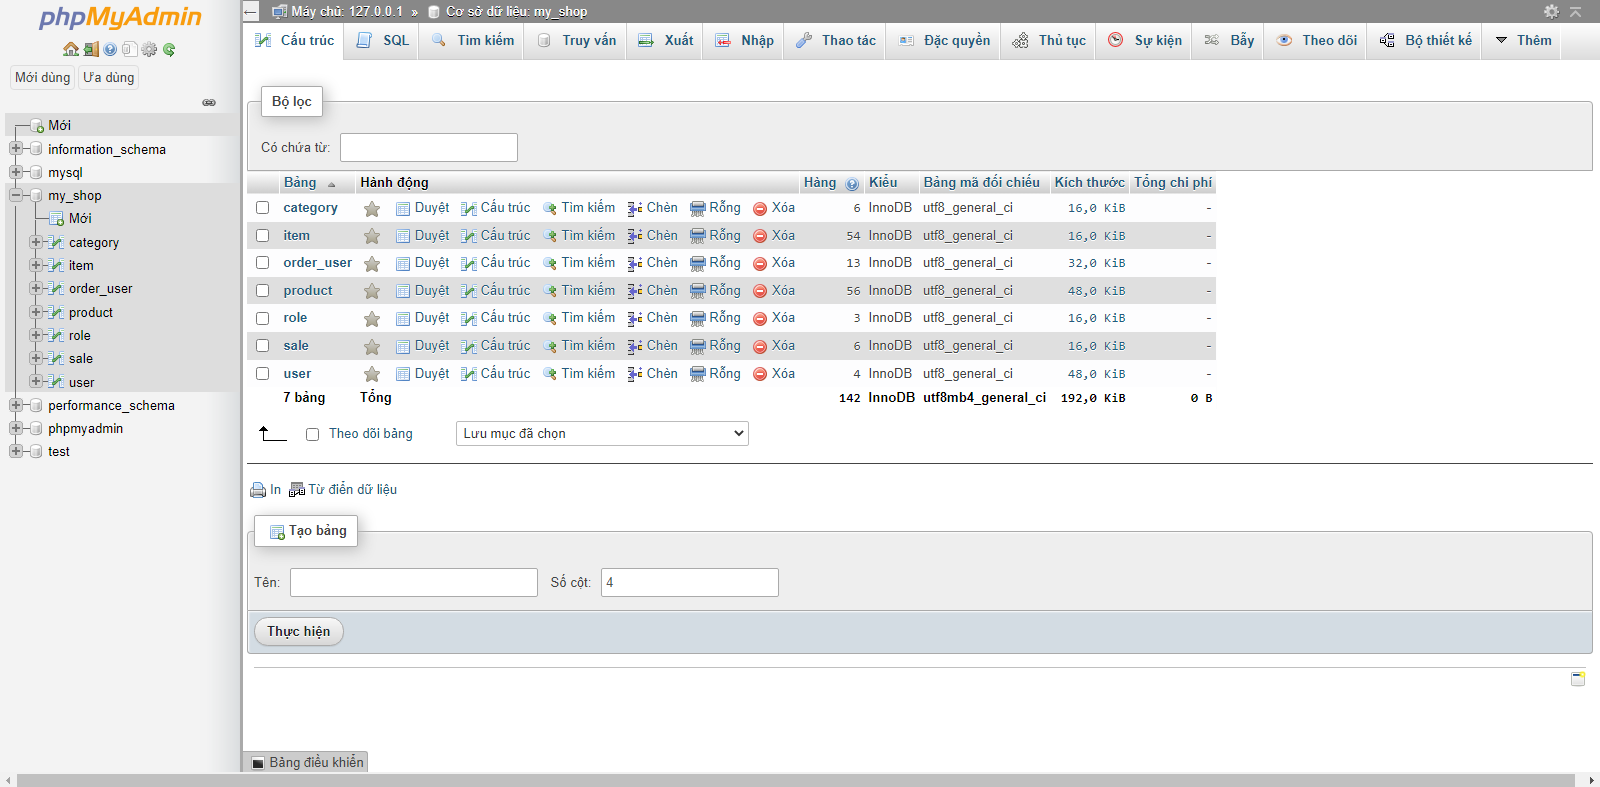 phpMyAdmin
Mới dùng Ưa dùng
Mới
information_schema
mysql
my_shop
Mới
category
item
order_user
product
role
sale
user
performance_schema
phpmyadmin
test
Máy chủ: 127.0.0.1 » Cơ sở dữ liệu: my_shop
Cấu trúc SQL Tìm kiếm Truy vấn Xuất Nhập Thao tác Đặc quyền Thủ tục Sự kiện Bẫy Theo dõi Bộ thiết kế Thêm
Bộ lọc
Có chứa từ:
Bảng Hành động Hàng Kiểu Bảng mã đối chiếu Kích thước Tổng chi phí
category Duyệt Cấu trúc Tìm kiếm Chèn Rỗng Xóa 6 InnoDB utf8_general_ci 16,0 KiB -
item Duyệt Cấu trúc Tìm kiếm Chèn Rỗng Xóa 54 InnoDB utf8_general_ci 16,0 KiB -
order_user Duyệt Cấu trúc Tìm kiếm Chèn Rỗng Xóa 13 InnoDB utf8_general_ci 32,0 KiB -
product Duyệt Cấu trúc Tìm kiếm Chèn Rỗng Xóa 56 InnoDB utf8_general_ci 48,0 KiB -
role Duyệt Cấu trúc Tìm kiếm Chèn Rỗng Xóa 3 InnoDB utf8_general_ci 16,0 KiB -
sale Duyệt Cấu trúc Tìm kiếm Chèn Rỗng Xóa 6 InnoDB utf8_general_ci 16,0 KiB -
user Duyệt Cấu trúc Tìm kiếm Chèn Rỗng Xóa 4 InnoDB utf8_general_ci 48,0 KiB -
7 bảng Tổng 142 InnoDB utf8mb4_general_ci 192,0 KiB 0 B
Theo dõi bảng Lưu mục đã chọn
In Từ điển dữ liệu
Tạo bảng
Tên: Số cột: 4
Thực hiện
Bảng điều khiển